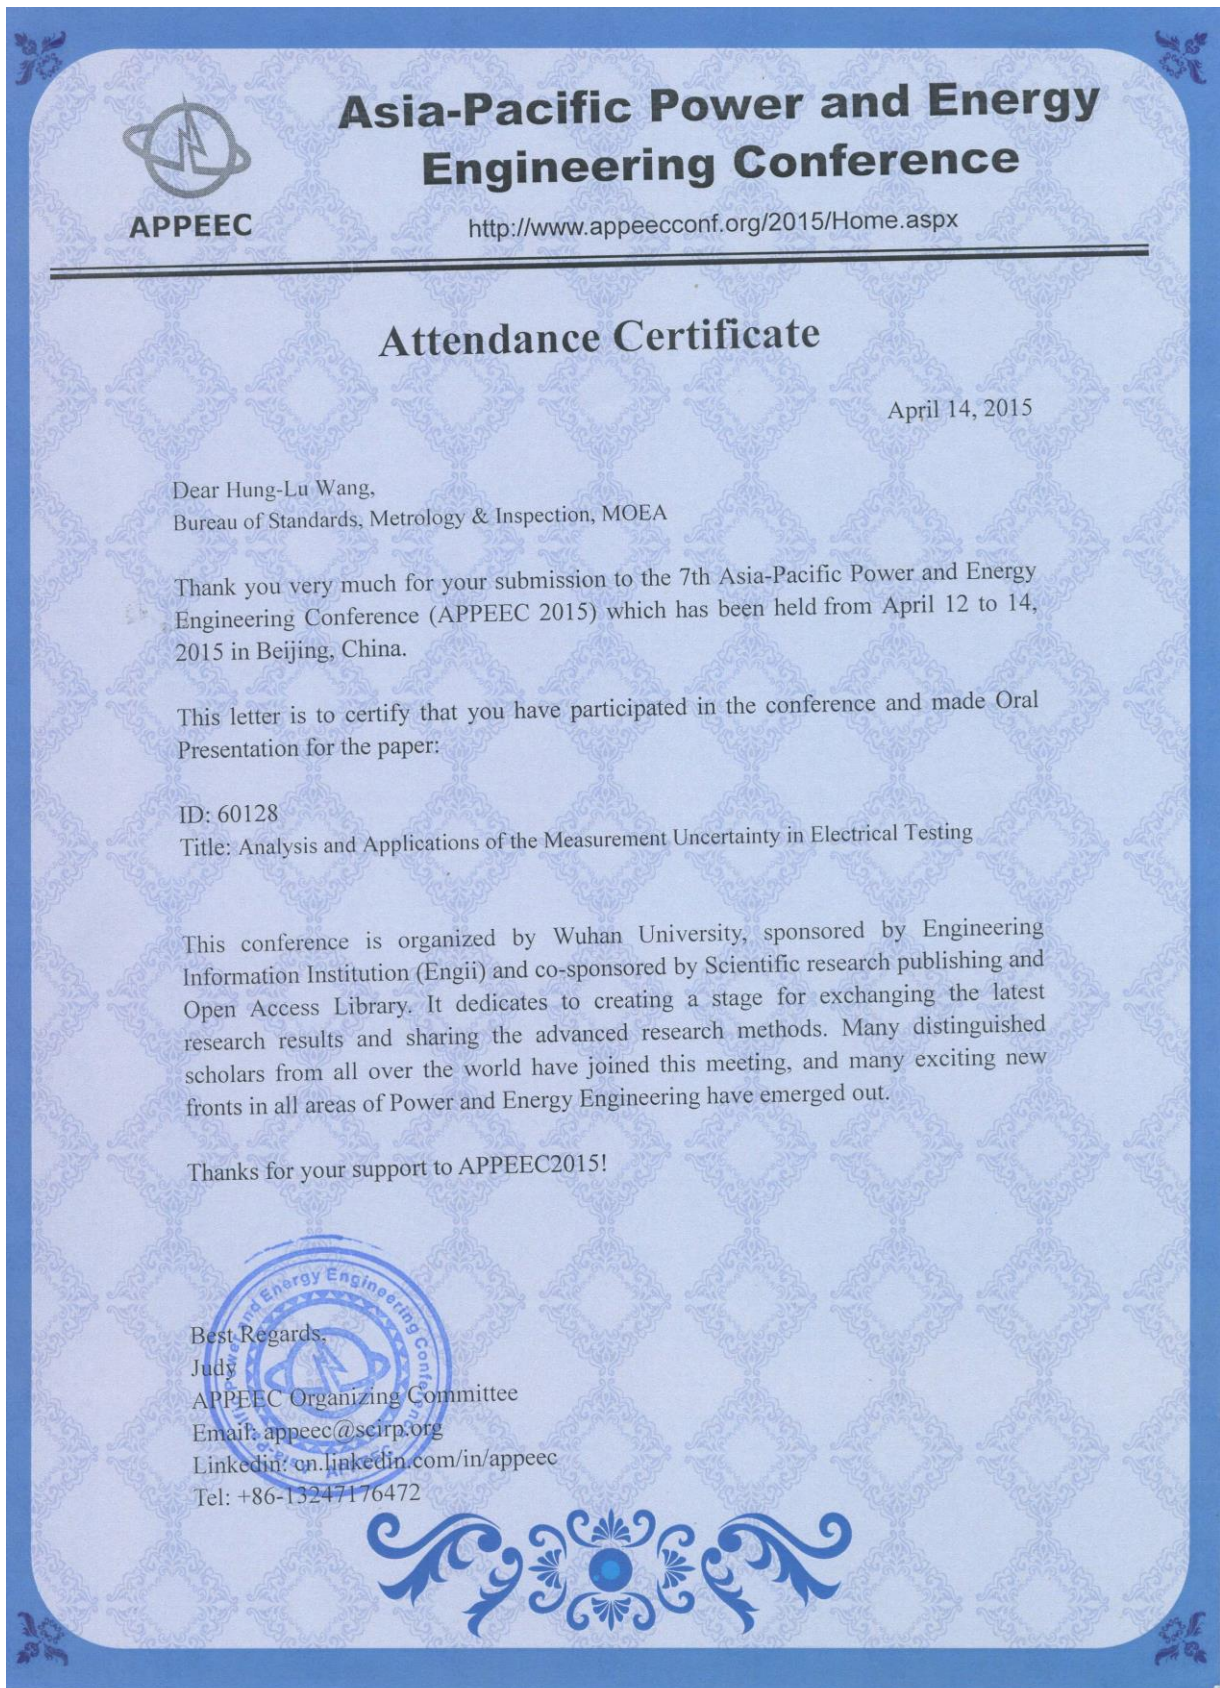 APPEEC
Asia-Pacific Power and Energy
Engineering Conference
http://www.appeecconf.org/2015/Home.aspx
Attendance Certificate
April 14, 2015
Dear Hung-Lu Wang,
Bureau of Standards, Metrology & Inspection, MOEA
Thank you very much for your submission to the 7th Asia-Pacific Power and Energy
Engineering Conference (APPEEC 2015) which has been held from April 12 to 14,
2015 in Beijing, China.
This letter is to certify that you have participated in the conference and made Oral
Presentation for the paper:
ID: 60128
Title: Analysis and Applications of the Measurement Uncertainty in Electrical Testing
This conference is organized by Wuhan University, sponsored by Engineering
Information Institution (Engii) and co-sponsored by Scientific research publishing and
Open Access Library. It dedicates to creating a stage for exchanging the latest
research results and sharing the advanced research methods. Many distinguished
scholars from all over the world have joined this meeting, and many exciting new
fronts in all areas of Power and Energy Engineering have emerged out.
Thanks for your support to APPEEC2015!
Best Regards,
Judy
APPEEC Organizing Committee
Email: appeec@scirp.org
Linkedin: cn.linkedin.com/in/appeec
Tel: +86-13247176472
Power and Energy Engineering Conference
APPEEC